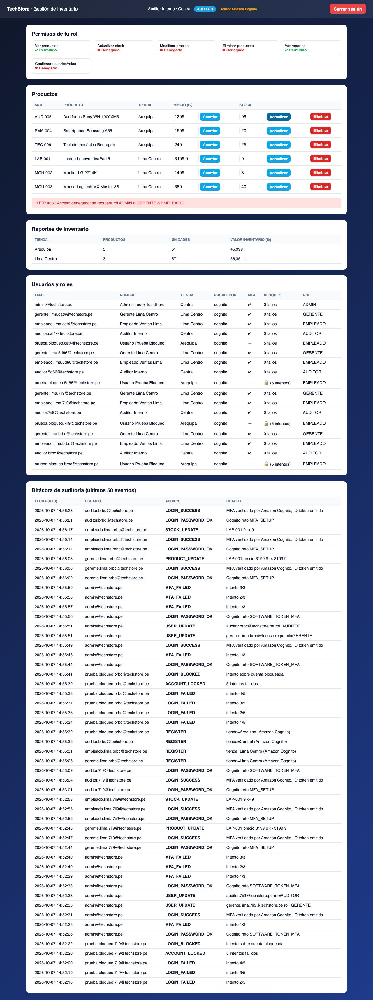 TechStore · Gestión de Inventario
Auditor Interno · Central AUDITOR Token: Amazon Cognito
Cerrar sesión
Permisos de tu rol
Ver productos
✔ Permitido
Actualizar stock
✖ Denegado
Modificar precios
✖ Denegado
Eliminar productos
✖ Denegado
Ver reportes
✔ Permitido
Gestionar usuarios/roles
✖ Denegado
Productos
SKU PRODUCTO TIENDA PRECIO (S/) STOCK
AUD-005 Audífonos Sony WH-1000XM5 Arequipa 1299 Guardar 99 Actualizar Eliminar
SMA-004 Smartphone Samsung A55 Arequipa 1599 Guardar 20 Actualizar Eliminar
TEC-006 Teclado mecánico Redragon Arequipa 249 Guardar 25 Actualizar Eliminar
LAP-001 Laptop Lenovo IdeaPad 5 Lima Centro 3199.9 Guardar 9 Actualizar Eliminar
MON-002 Monitor LG 27" 4K Lima Centro 1499 Guardar 8 Actualizar Eliminar
MOU-003 Mouse Logitech MX Master 3S Lima Centro 389 Guardar 40 Actualizar Eliminar
HTTP 403 · Acceso denegado: se requiere rol ADMIN o GERENTE o EMPLEADO
Reportes de inventario
TIENDA PRODUCTOS UNIDADES VALOR INVENTARIO (S/)
Arequipa 3 51 45,999
Lima Centro 3 57 56,351.1
Usuarios y roles
EMAIL NOMBRE TIENDA PROVEEDOR MFA BLOQUEO ROL
admin@techstore.pe Administrador TechStore Central cognito ✔ 0 fallos ADMIN
gerente.lima.cat4@techstore.pe Gerente Lima Centro Lima Centro cognito ✔ 0 fallos GERENTE
empleado.lima.cat4@techstore.pe Empleado Ventas Lima Lima Centro cognito ✔ 0 fallos EMPLEADO
auditor.cat4@techstore.pe Auditor Interno Central cognito ✔ 0 fallos AUDITOR
prueba.bloqueo.cat4@techstore.pe Usuario Prueba Bloqueo Arequipa cognito — 5 fallos EMPLEADO
gerente.lima.5d66@techstore.pe Gerente Lima Centro Lima Centro cognito ✔ 0 fallos GERENTE
empleado.lima.5d66@techstore.pe Empleado Ventas Lima Lima Centro cognito ✔ 0 fallos EMPLEADO
auditor.5d66@techstore.pe Auditor Interno Central cognito ✔ 0 fallos AUDITOR
prueba.bloqueo.5d66@techstore.pe Usuario Prueba Bloqueo Arequipa cognito — 🔒 (5 intentos) EMPLEADO
gerente.lima.7ii9@techstore.pe Gerente Lima Centro Lima Centro cognito ✔ 0 fallos GERENTE
empleado.lima.7ii9@techstore.pe Empleado Ventas Lima Lima Centro cognito ✔ 0 fallos EMPLEADO
auditor.7ii9@techstore.pe Auditor Interno Central cognito ✔ 0 fallos AUDITOR
prueba.bloqueo.7ii9@techstore.pe Usuario Prueba Bloqueo Arequipa cognito — 🔒 (5 intentos) EMPLEADO
gerente.lima.brbc@techstore.pe Gerente Lima Centro Lima Centro cognito ✔ 0 fallos GERENTE
empleado.lima.brbc@techstore.pe Empleado Ventas Lima Lima Centro cognito ✔ 0 fallos EMPLEADO
auditor.brbc@techstore.pe Auditor Interno Central cognito ✔ 0 fallos AUDITOR
prueba.bloqueo.brbc@techstore.pe Usuario Prueba Bloqueo Arequipa cognito — 🔒 (5 intentos) EMPLEADO
Bitácora de auditoría (últimos 50 eventos)
FECHA (UTC) USUARIO ACCIÓN DETALLE
2026-10-07 14:56:23 auditor.brbc@techstore.pe LOGIN_SUCCESS MFA verificado por Amazon Cognito, ID token emitido
2026-10-07 14:56:21 auditor.brbc@techstore.pe LOGIN_PASSWORD_OK Cognito reto MFA_SETUP
2026-10-07 14:56:17 empleado.lima.brbc@techstore.pe STOCK_UPDATE LAP-001 9 -> 9
2026-10-07 14:56:14 empleado.lima.brbc@techstore.pe LOGIN_SUCCESS MFA verificado por Amazon Cognito, ID token emitido
2026-10-07 14:56:11 empleado.lima.brbc@techstore.pe LOGIN_PASSWORD_OK Cognito reto MFA_SETUP
2026-10-07 14:56:08 gerente.lima.brbc@techstore.pe PRODUCT_UPDATE LAP-001 precio 3199.9 -> 3199.9
2026-10-07 14:56:06 gerente.lima.brbc@techstore.pe LOGIN_SUCCESS MFA verificado por Amazon Cognito, ID token emitido
2026-10-07 14:56:02 gerente.lima.brbc@techstore.pe LOGIN_PASSWORD_OK Cognito reto MFA_SETUP
2026-10-07 14:55:59 admin@techstore.pe MFA_FAILED intento 3/3
2026-10-07 14:55:58 admin@techstore.pe MFA_FAILED intento 2/3
2026-10-07 14:55:57 admin@techstore.pe MFA_FAILED intento 1/3
2026-10-07 14:55:56 admin@techstore.pe LOGIN_PASSWORD_OK Cognito reto SOFTWARE_TOKEN_MFA
2026-10-07 14:55:51 admin@techstore.pe USER_UPDATE auditor.brbc@techstore.pe rol=AUDITOR
2026-10-07 14:55:51 admin@techstore.pe USER_UPDATE gerente.lima.brbc@techstore.pe rol=GERENTE
2026-10-07 14:55:49 admin@techstore.pe LOGIN_SUCCESS MFA verificado por Amazon Cognito, ID token emitido
2026-10-07 14:55:46 admin@techstore.pe MFA_FAILED intento 1/3
2026-10-07 14:55:44 admin@techstore.pe LOGIN_PASSWORD_OK Cognito reto SOFTWARE_TOKEN_MFA
2026-10-07 14:55:41 prueba.bloqueo.brbc@techstore.pe LOGIN_BLOCKED intento sobre cuenta bloqueada
2026-10-07 14:55:39 prueba.bloqueo.brbc@techstore.pe ACCOUNT_LOCKED 5 intentos fallidos
2026-10-07 14:55:38 prueba.bloqueo.brbc@techstore.pe LOGIN_FAILED intento 4/5
2026-10-07 14:55:37 prueba.bloqueo.brbc@techstore.pe LOGIN_FAILED intento 3/5
2026-10-07 14:55:36 prueba.bloqueo.brbc@techstore.pe LOGIN_FAILED intento 2/5
2026-10-07 14:55:34 prueba.bloqueo.brbc@techstore.pe LOGIN_FAILED intento 1/5
2026-10-07 14:55:32 prueba.bloqueo.brbc@techstore.pe REGISTER tienda=Arequipa (Amazon Cognito)
2026-10-07 14:55:32 auditor.brbc@techstore.pe REGISTER tienda=Central (Amazon Cognito)
2026-10-07 14:55:31 empleado.lima.brbc@techstore.pe REGISTER tienda=Lima Centro (Amazon Cognito)
2026-10-07 14:55:26 gerente.lima.brbc@techstore.pe REGISTER tienda=Lima Centro (Amazon Cognito)
2026-10-07 14:53:09 auditor.7ii9@techstore.pe LOGIN_PASSWORD_OK Cognito reto SOFTWARE_TOKEN_MFA
2026-10-07 14:53:04 auditor.7ii9@techstore.pe LOGIN_SUCCESS MFA verificado por Amazon Cognito, ID token emitido
2026-10-07 14:53:01 auditor.7ii9@techstore.pe LOGIN_PASSWORD_OK Cognito reto MFA_SETUP
2026-10-07 14:52:58 empleado.lima.7ii9@techstore.pe STOCK_UPDATE LAP-001 9 -> 9
2026-10-07 14:52:55 empleado.lima.7ii9@techstore.pe LOGIN_SUCCESS MFA verificado por Amazon Cognito, ID token emitido
2026-10-07 14:52:52 empleado.lima.7ii9@techstore.pe LOGIN_PASSWORD_OK Cognito reto MFA_SETUP
2026-10-07 14:52:48 gerente.lima.7ii9@techstore.pe PRODUCT_UPDATE LAP-001 precio 3199.9 -> 3199.9
2026-10-07 14:52:47 gerente.lima.7ii9@techstore.pe LOGIN_SUCCESS MFA verificado por Amazon Cognito, ID token emitido
2026-10-07 14:52:44 gerente.lima.7ii9@techstore.pe LOGIN_PASSWORD_OK Cognito reto MFA_SETUP
2026-10-07 14:52:40 admin@techstore.pe MFA_FAILED intento 3/3
2026-10-07 14:52:40 admin@techstore.pe MFA_FAILED intento 2/3
2026-10-07 14:52:39 admin@techstore.pe MFA_FAILED intento 1/3
2026-10-07 14:52:38 admin@techstore.pe LOGIN_PASSWORD_OK Cognito reto SOFTWARE_TOKEN_MFA
2026-10-07 14:52:33 admin@techstore.pe USER_UPDATE auditor.7ii9@techstore.pe rol=AUDITOR
2026-10-07 14:52:33 admin@techstore.pe USER_UPDATE gerente.lima.7ii9@techstore.pe rol=GERENTE
2026-10-07 14:52:31 admin@techstore.pe LOGIN_SUCCESS MFA verificado por Amazon Cognito, ID token emitido
2026-10-07 14:52:28 admin@techstore.pe MFA_FAILED intento 1/3
2026-10-07 14:52:26 admin@techstore.pe LOGIN_PASSWORD_OK Cognito reto SOFTWARE_TOKEN_MFA
2026-10-07 14:52:22 prueba.bloqueo.7ii9@techstore.pe LOGIN_BLOCKED intento sobre cuenta bloqueada
2026-10-07 14:52:20 prueba.bloqueo.7ii9@techstore.pe ACCOUNT_LOCKED 5 intentos fallidos
2026-10-07 14:52:20 prueba.bloqueo.7ii9@techstore.pe LOGIN_FAILED intento 4/5
2026-10-07 14:52:19 prueba.bloqueo.7ii9@techstore.pe LOGIN_FAILED intento 3/5
2026-10-07 14:52:18 prueba.bloqueo.7ii9@techstore.pe LOGIN_FAILED intento 2/5